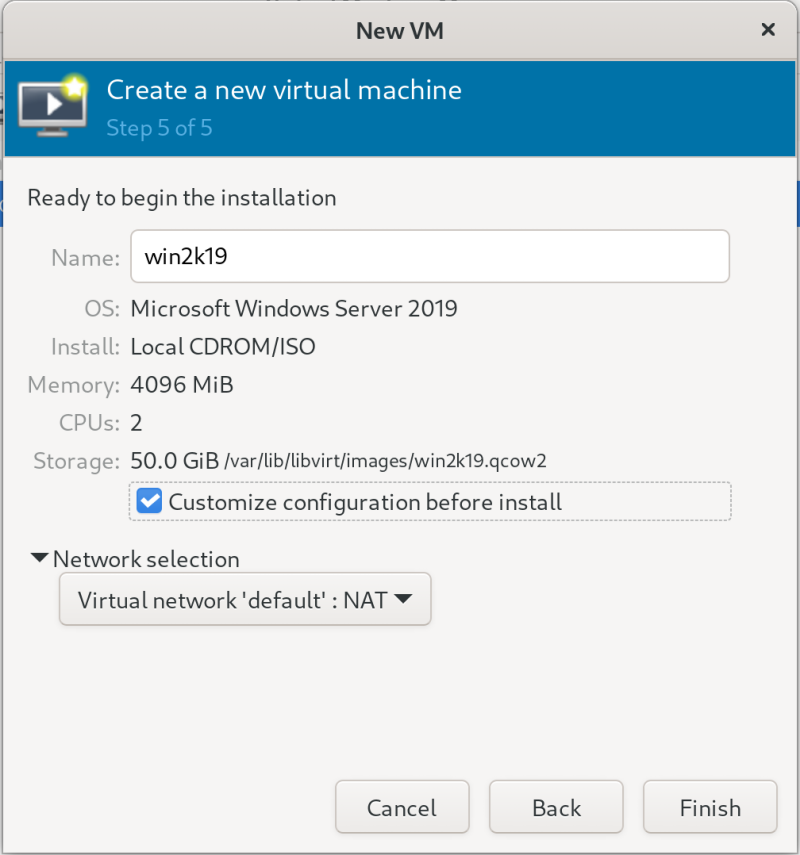 New VM
Create a new virtual machine
Step 5 of 5
Ready to begin the installation
Name: win2k19
OS: Microsoft Windows Server 2019
Install: Local CDROM/ISO
Memory: 4096 MiB
CPUs: 2
Storage: 50.0 GiB /var/lib/libvirt/images/win2k19.qcow2
Customize configuration before install
Network selection
Virtual network 'default' : NAT
Cancel Back Finish